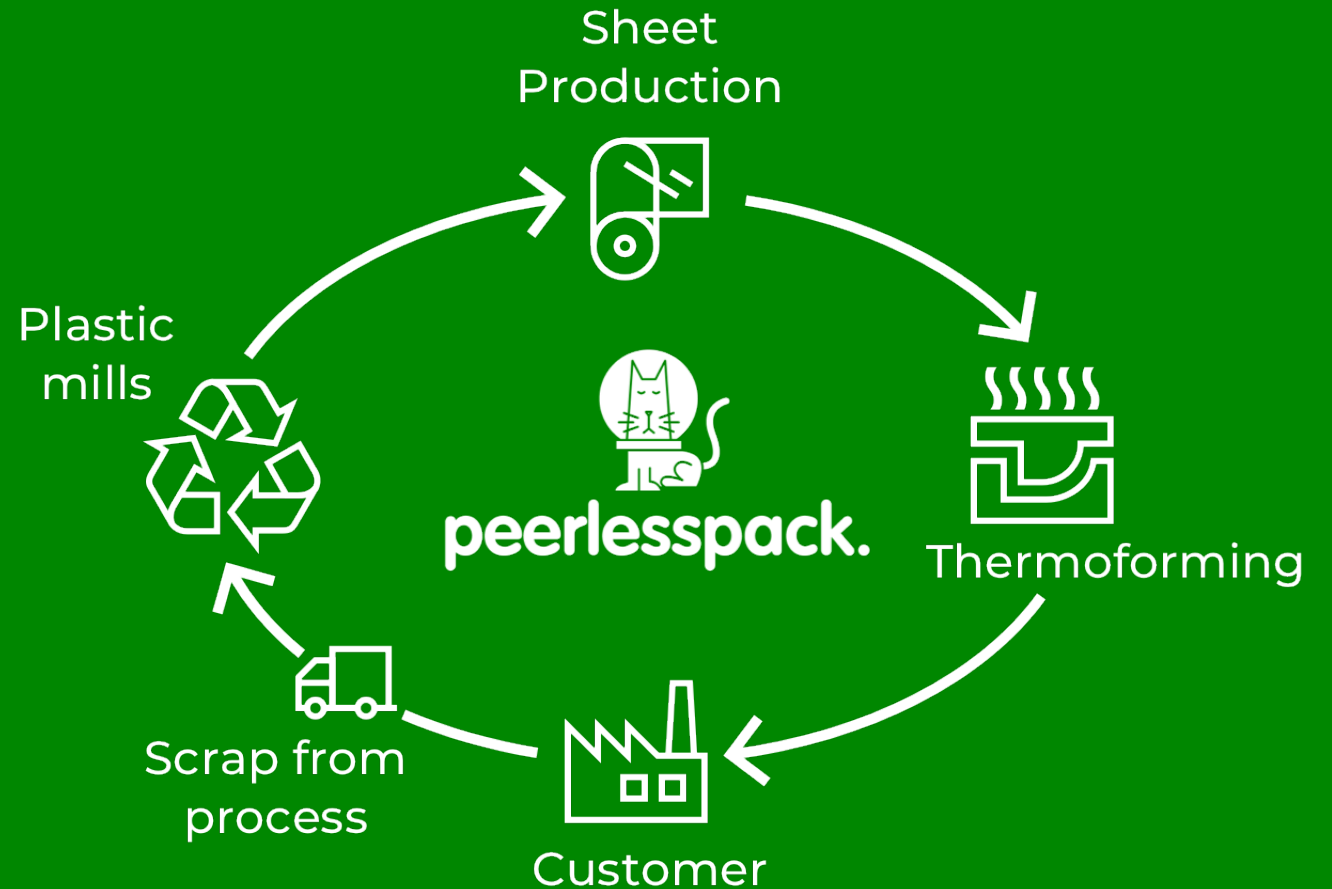 Sheet
Production
Plastic
mills
peerlesspack.
Thermoforming
Scrap from
process
Customer